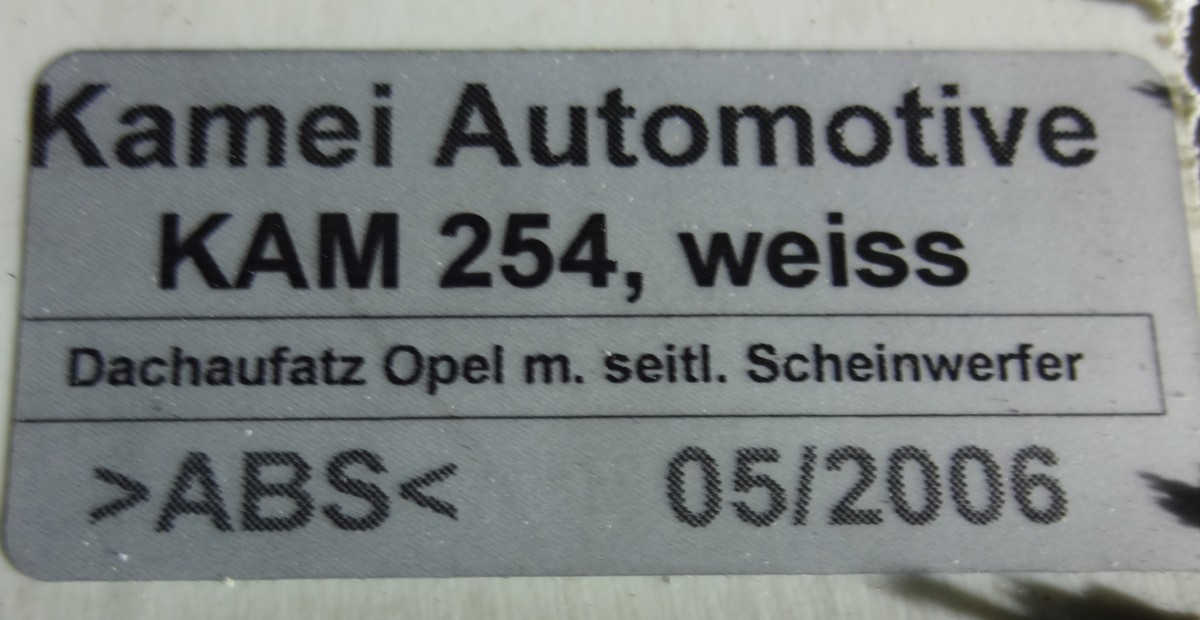 Kamei Automotive
KAM 254, weiss
Dachaufatz Opel m. seitl. Scheinwerfer
>ABS< 05/2006